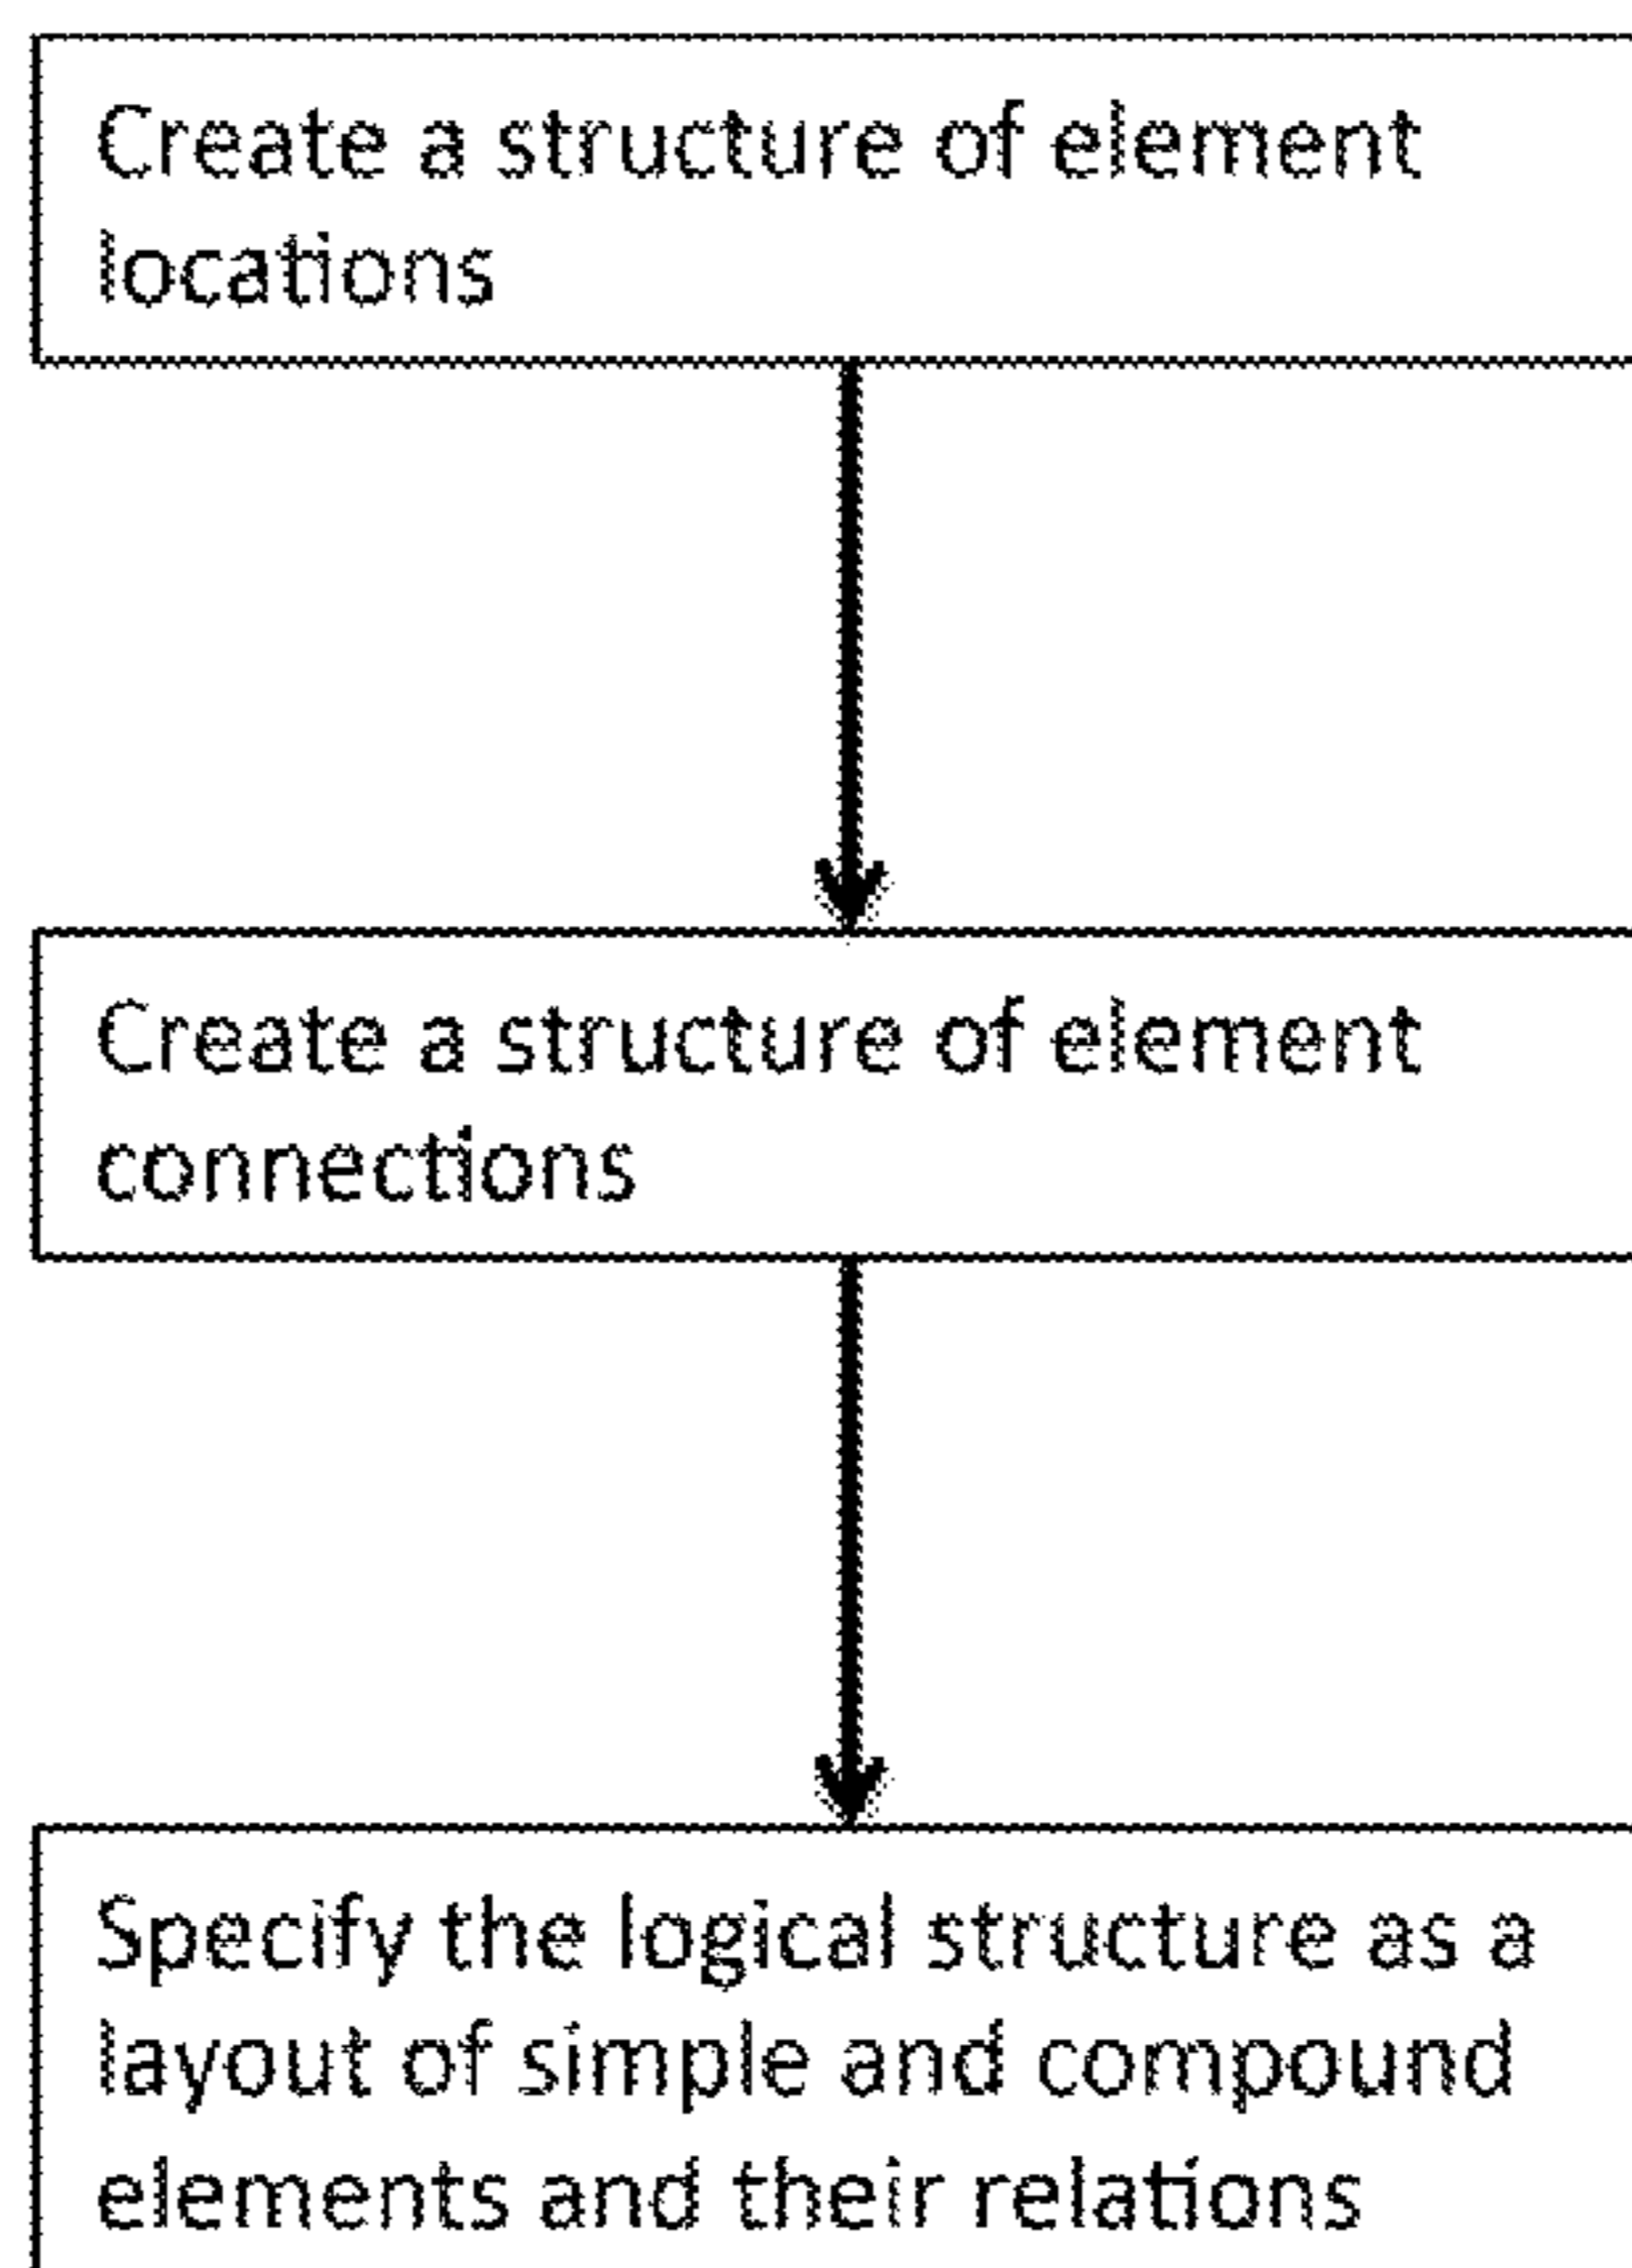 Create a structure of element
locations
Create a structure of element
connections
Specify the logical structure as a
layout of simple and compound
elements and their relations